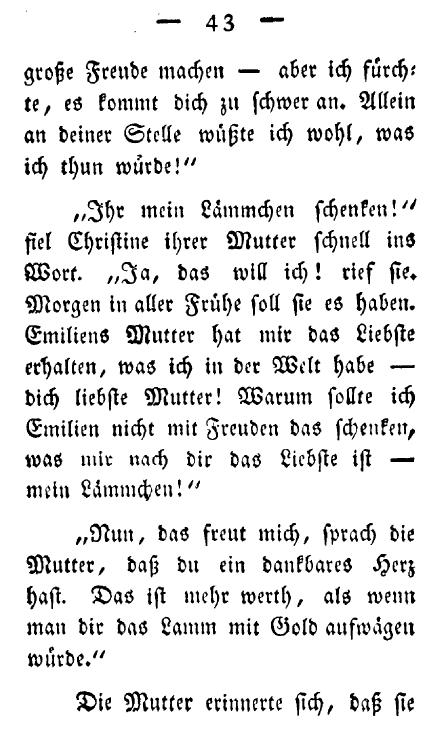 — 43 —
große Freude machen — aber ich fürch-
te, es kommt dich zu schwer an. Allein
an deiner Stelle wüßte ich wohl, was
ich thun würde!“
„Ihr mein Lämmchen schenken!“
fiel Christine ihrer Mutter schnell ins
Wort. „Ja, das will ich! rief sie.
Morgen in aller Frühe soll sie es haben.
Emiliens Mutter hat mir das Liebste
erhalten, was ich in der Welt habe —
dich liebste Mutter! Warum sollte ich
Emilien nicht mit Freuden das schenken,
was mir nach dir das Liebste ist —
mein Lämmchen!“
„Nun, das freut mich, sprach die
Mutter, daß du ein dankbares Herz
hast. Das ist mehr werth, als wenn
man dir das Lamm mit Gold aufwägen
würde.“
Die Mutter erinnerte sich, daß sie